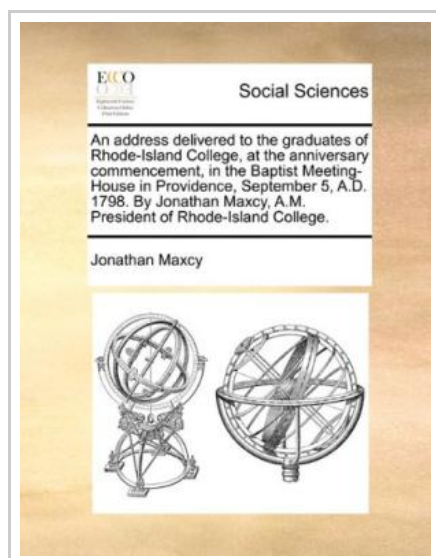 ECCO
Social Sciences
An address delivered to the graduates of
Rhode-Island College, at the anniversary
commencement, in the Baptist Meeting-
House in Providence, September 5, A.D.
1798. By Jonathan Maxcy, A.M.
President of Rhode-Island College.
Jonathan Maxcy